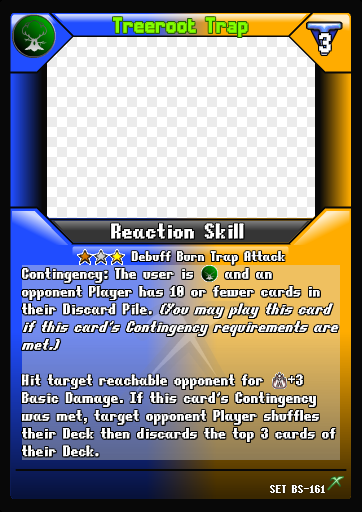 Treeroot Trap
3
Reaction Skill
Debuff Burn Trap Attack
Contingency: The user is and an
opponent Player has 10 or fewer cards in
their Discard Pile. (You may play this card
if this card's Contingency requirements are
met.)
Hit target reachable opponent for +3
Basic Damage. If this card's Contingency
was met, target opponent Player shuffles
their Deck then discards the top 3 cards of
their Deck.
SET BS-161